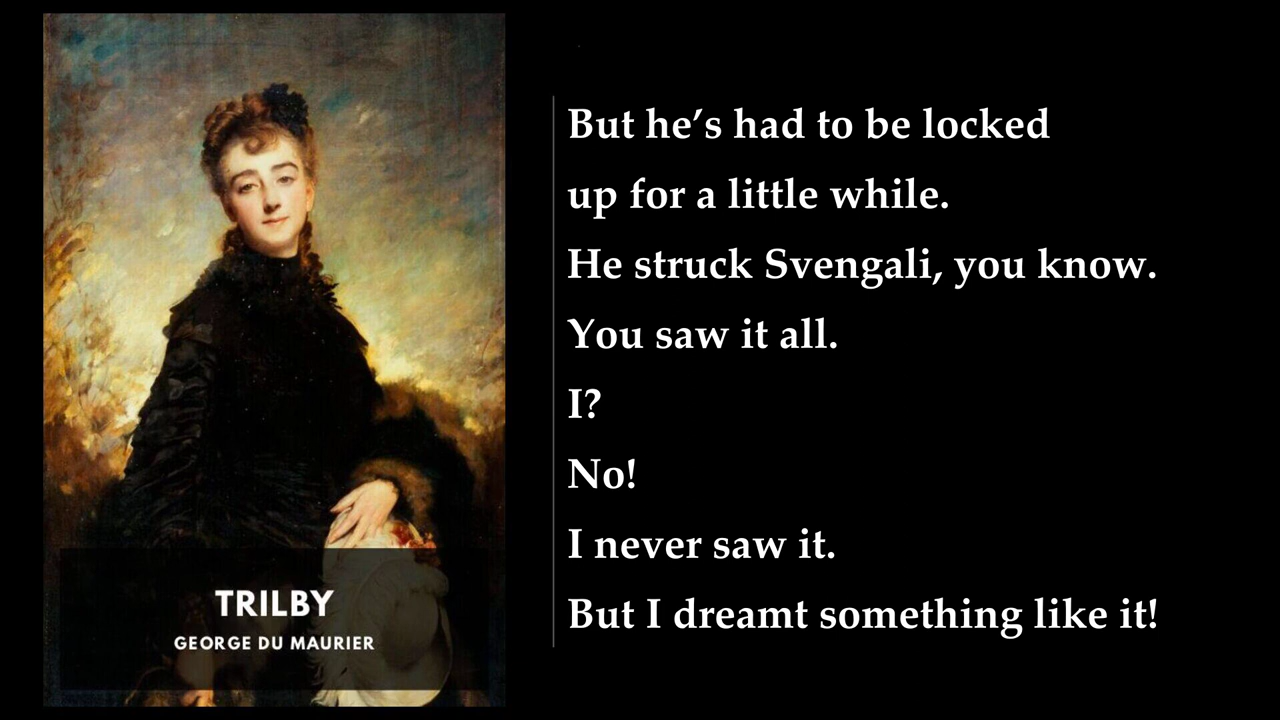 TRILBY
GEORGE DU MAURIER
But he’s had to be locked
up for a little while.
He struck Svengali, you know.
You saw it all.
I?
No!
I never saw it.
But I dreamt something like it!